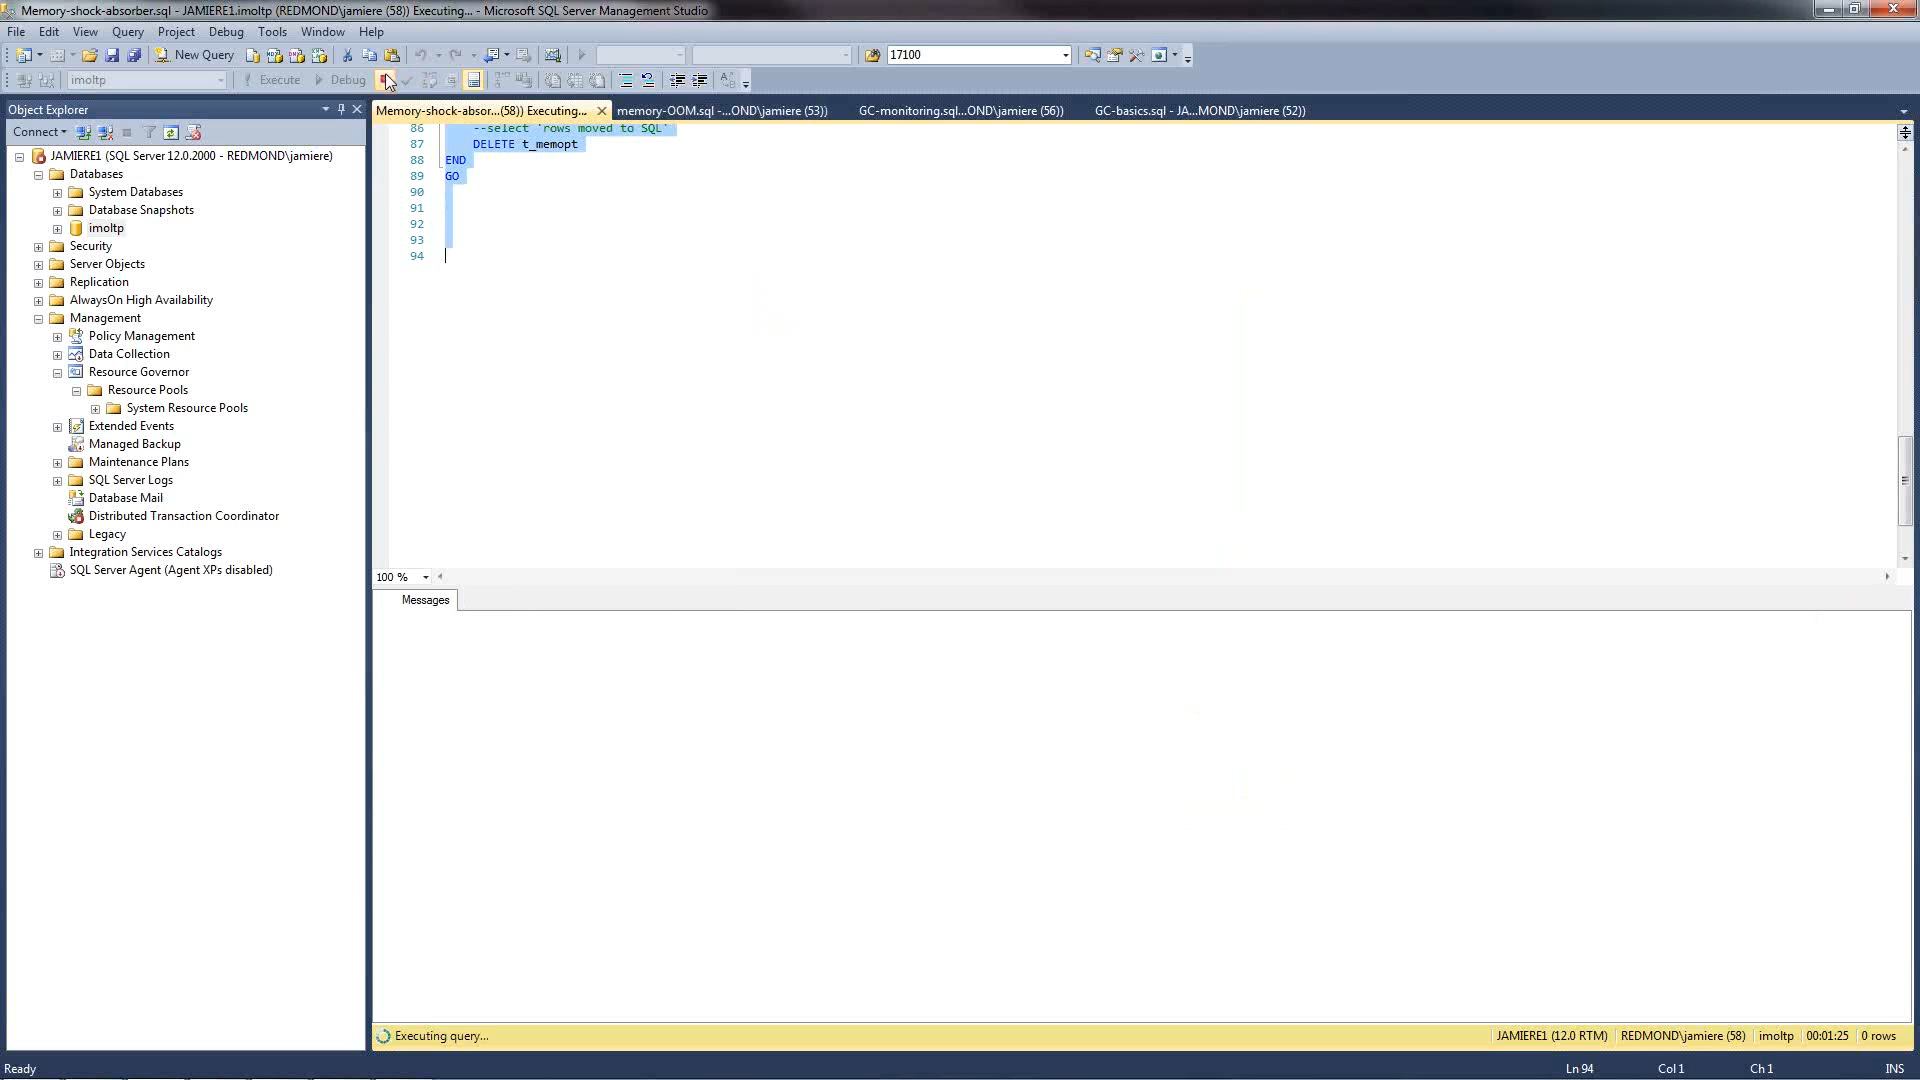 Memory-shock-absorber.sql - JAMIERE1.imoltp (REDMOND\jamiere (58)) Executing... - Microsoft SQL Server Management Studio
File Edit View Query Project Debug Tools Window Help
New Query 17100
imoltp Execute Debug
Object Explorer
Memory-shock-absor...(58)) Executing... memory-OOM.sql -...OND\jamiere (53)) GC-monitoring.sql...OND\jamiere (56)) GC-basics.sql - JA...MOND\jamiere (52))
Connect
JAMIERE1 (SQL Server 12.0.2000 - REDMOND\jamiere)
Databases
System Databases
Database Snapshots
imoltp
Security
Server Objects
Replication
AlwaysOn High Availability
Management
Policy Management
Data Collection
Resource Governor
Resource Pools
System Resource Pools
Extended Events
Managed Backup
Maintenance Plans
SQL Server Logs
Database Mail
Distributed Transaction Coordinator
Legacy
Integration Services Catalogs
SQL Server Agent (Agent XPs disabled)
86 --select 'rows moved to SQL'
87 DELETE t_memopt
88 END
89 GO
90
91
92
93
94
100 %
Messages
Executing query... JAMIERE1 (12.0 RTM) REDMOND\jamiere (58) imoltp 00:01:25 0 rows
Ready Ln 94 Col 1 Ch 1 INS